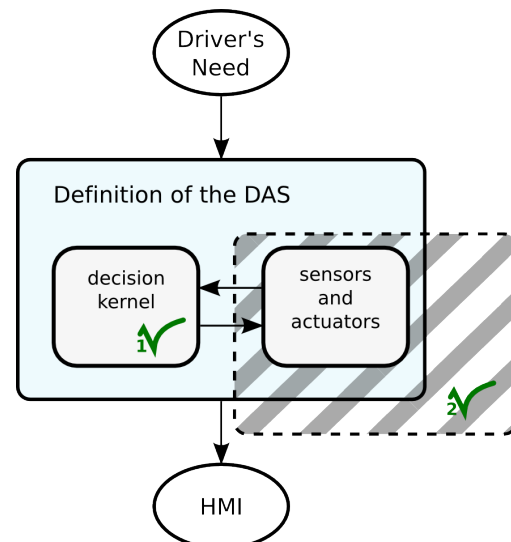 Driver's
Need
Definition of the DAS
decision
kernel
1
sensors
and
actuators
2
HMI